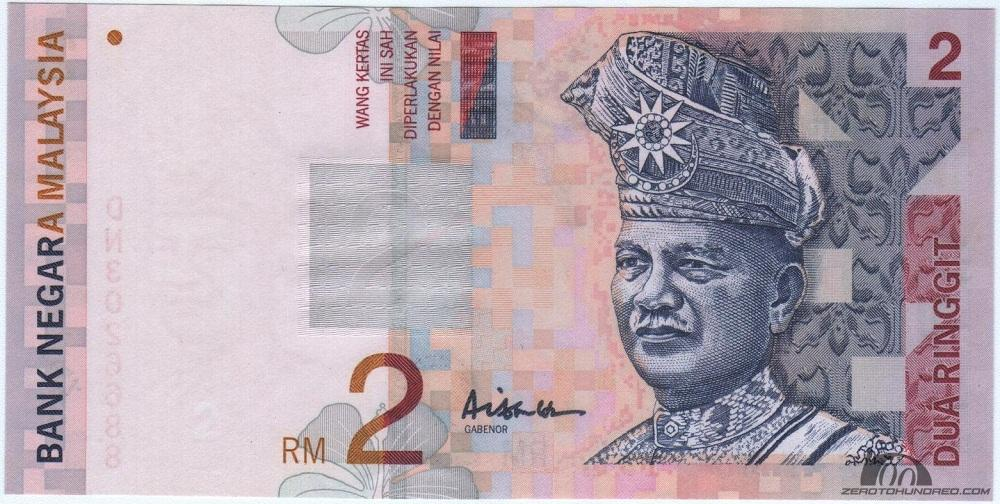 BANK NEGARA MALAYSIA
WANG KERTAS
INI SAH
DIPERLAKUKAN
DENGAN NILAI
2
RM 2
GABENOR
DUA RINGGIT
ZEROTOHUNDRED.COM